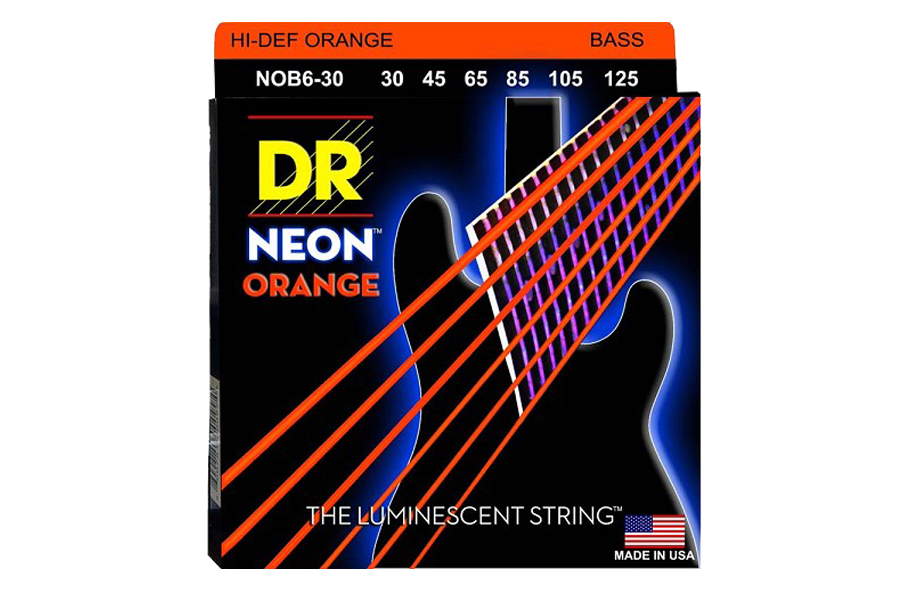 HI-DEF ORANGE BASS
NOB6-30 30 45 65 85 105 125
DR
NEON™
ORANGE
THE LUMINESCENT STRING™
MADE IN USA